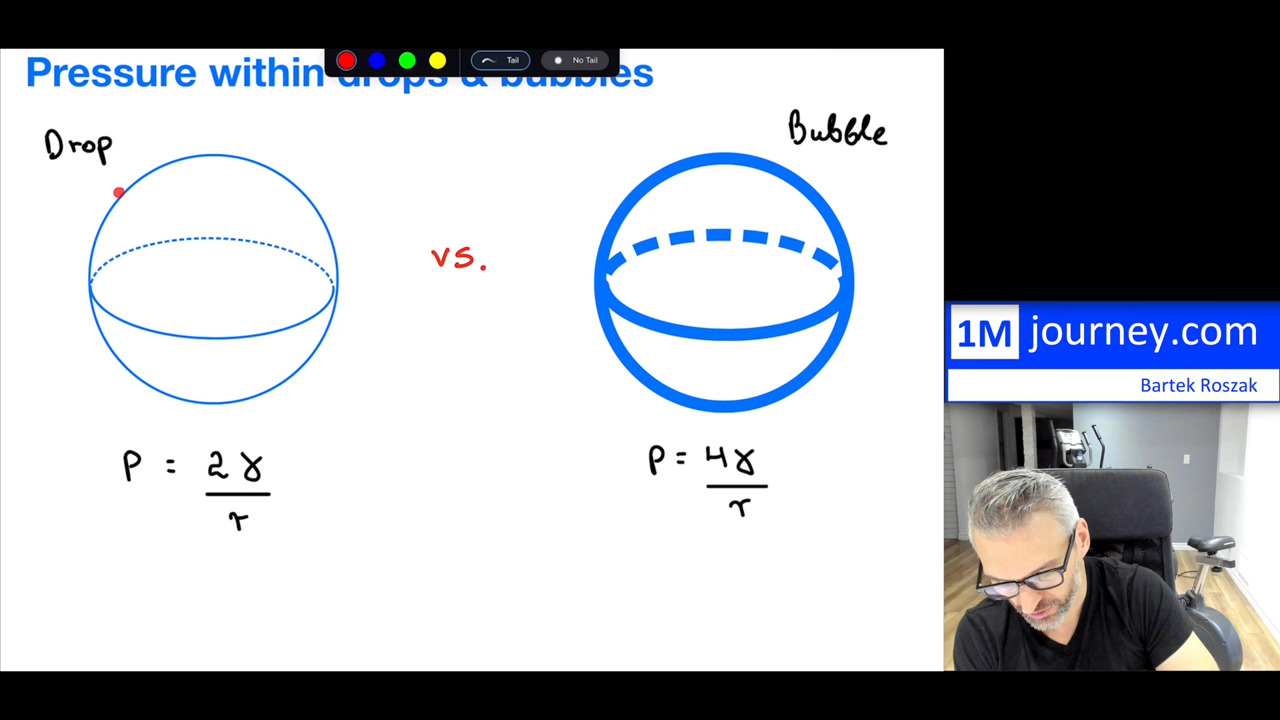 Pressure within drops & bubbles
Tail
No Tail
Drop
Bubble
vs.
P = 2γ
r
P = 4γ
r
1M journey.com
Bartek Roszak